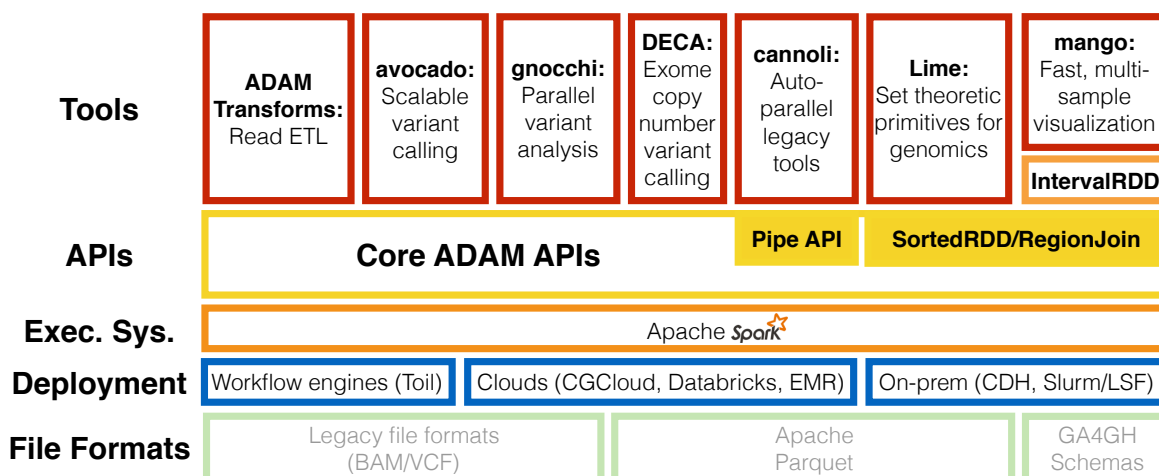 Tools
ADAM
Transforms:
Read ETL
avocado:
Scalable
variant
calling
gnocchi:
Parallel
variant
analysis
DECA:
Exome
copy
number
variant
calling
cannoli:
Auto-
parallel
legacy
tools
Lime:
Set theoretic
primitives for
genomics
mango:
Fast, multi-
sample
visualization
IntervalRDD
APIs
Core ADAM APIs
Pipe API
SortedRDD/RegionJoin
Exec. Sys.
Apache Spark
Deployment
Workflow engines (Toil)
Clouds (CGCloud, Databricks, EMR)
On-prem (CDH, Slurm/LSF)
File Formats
Legacy file formats
(BAM/VCF)
Apache
Parquet
GA4GH
Schemas